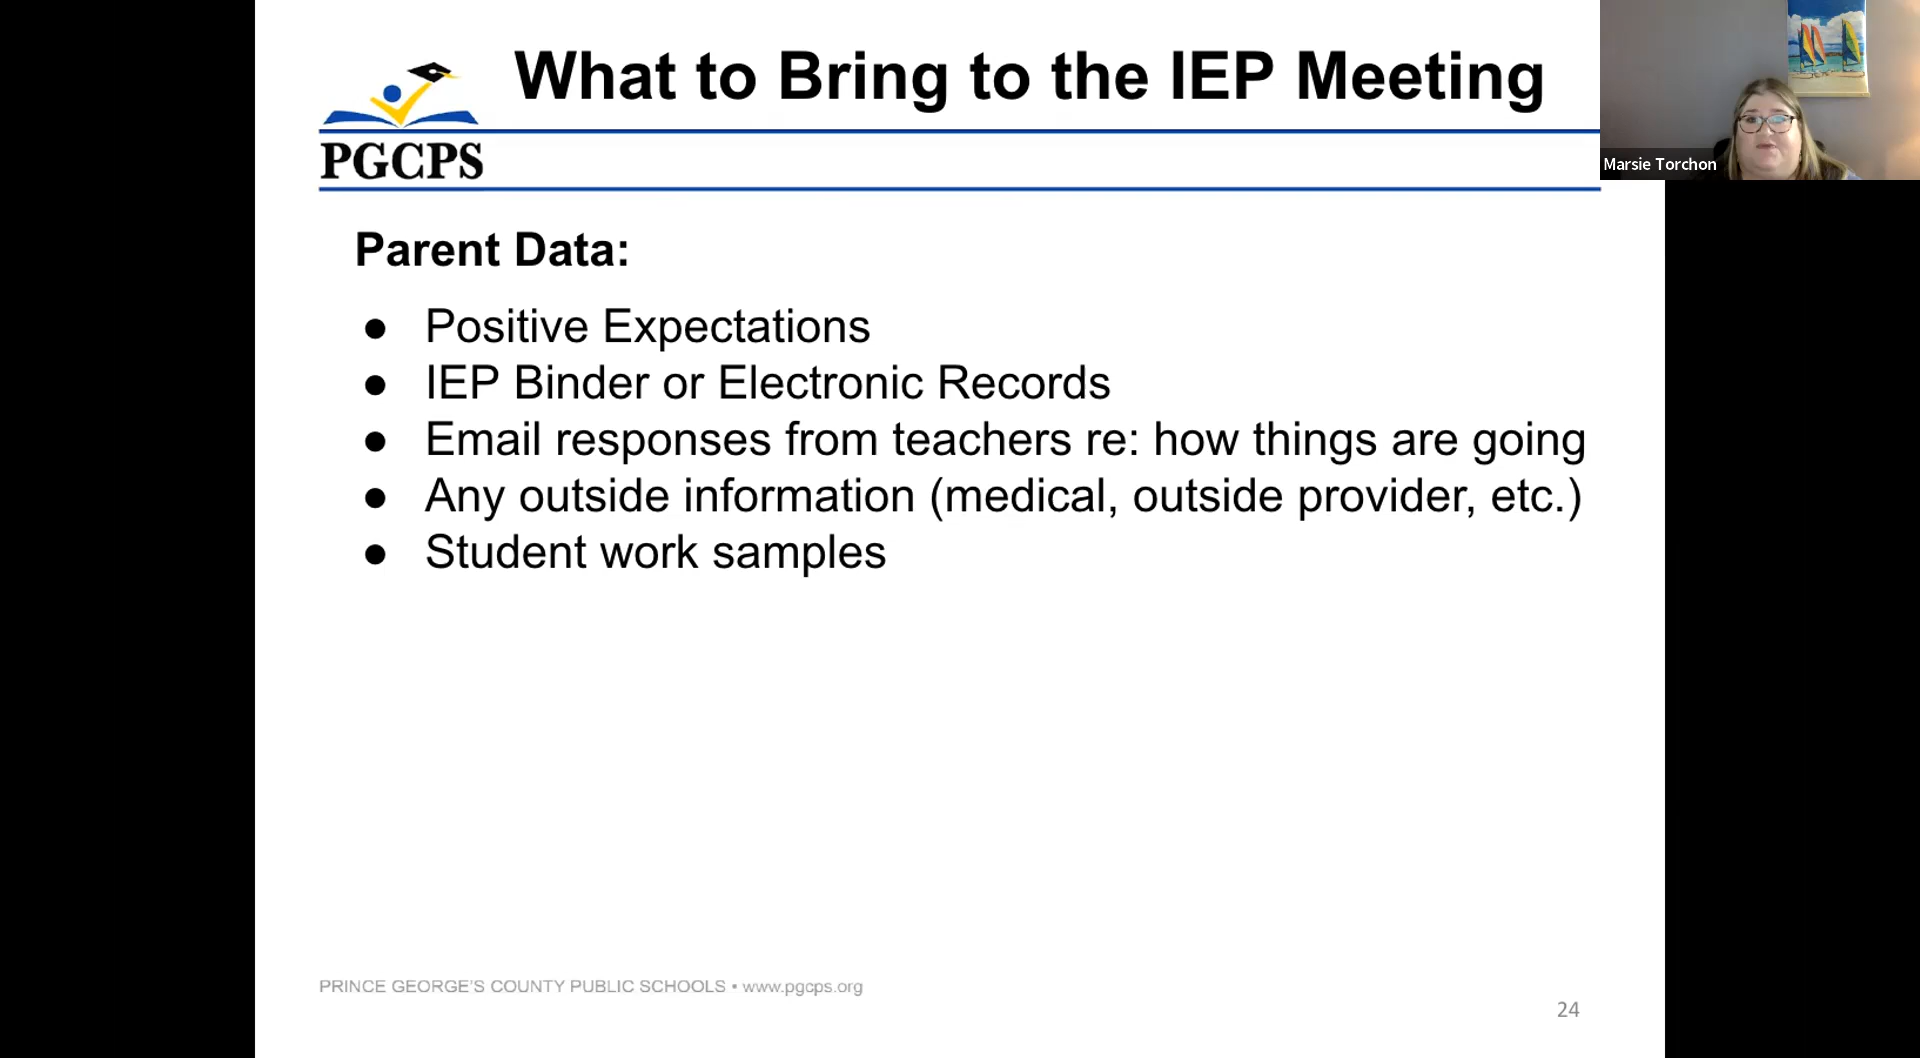 What to Bring to the IEP Meeting
PGCPS
Marsie Torchon
Parent Data:
● Positive Expectations
● IEP Binder or Electronic Records
● Email responses from teachers re: how things are going
● Any outside information (medical, outside provider, etc.)
● Student work samples
PRINCE GEORGE'S COUNTY PUBLIC SCHOOLS • www.pgcps.org
24